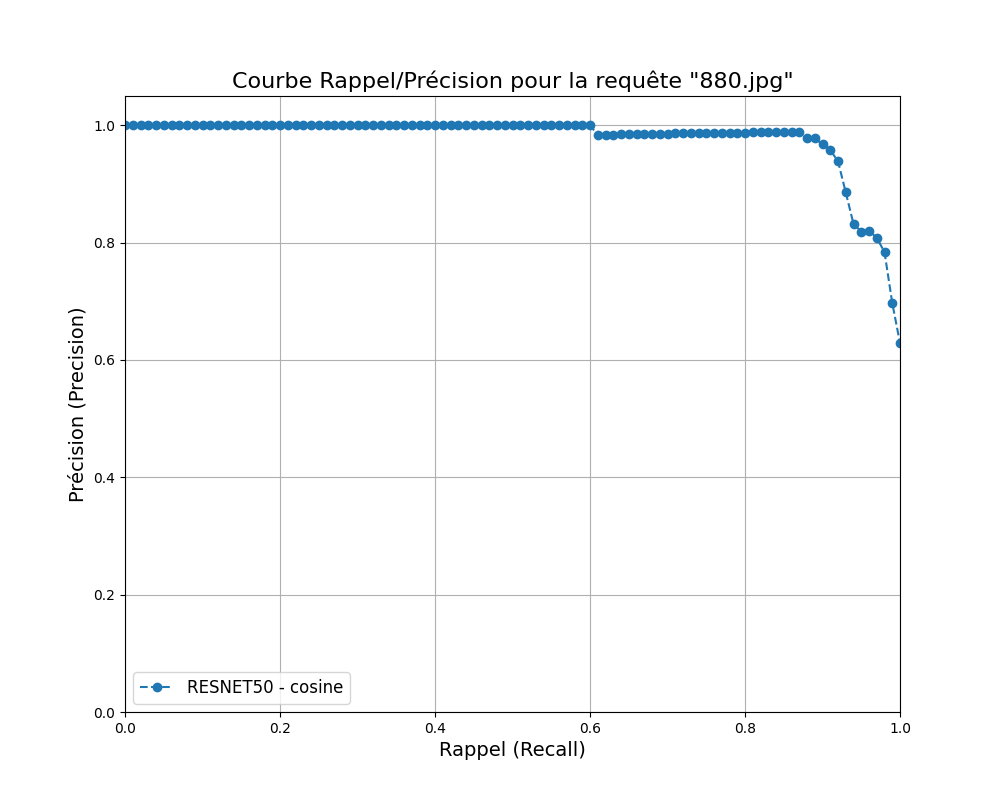 Courbe Rappel/Précision pour la requête "880.jpg"
1.0
0.8
0.6
0.4
0.2
0.0
Précision (Precision)
RESNET50 - cosine
0.0 0.2 0.4 0.6 0.8 1.0
Rappel (Recall)